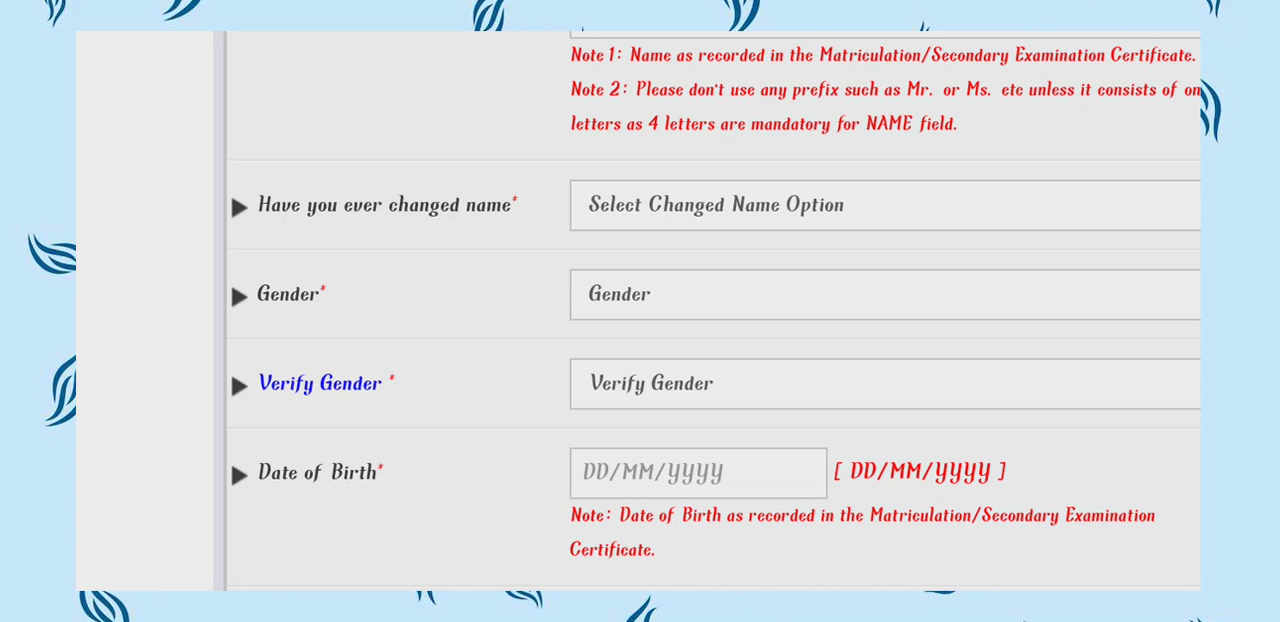 Note 1: Name as recorded in the Matriculation/Secondary Examination Certificate.
Note 2: Please don't use any prefix such as Mr. or Ms. etc unless it consists of
letters as 4 letters are mandatory for NAME field.
Have you ever changed name* Select Changed Name Option
Gender* Gender
Verify Gender * Verify Gender
Date of Birth* DD/MM/YYYY [ DD/MM/YYYY ]
Note: Date of Birth as recorded in the Matriculation/Secondary Examination
Certificate.